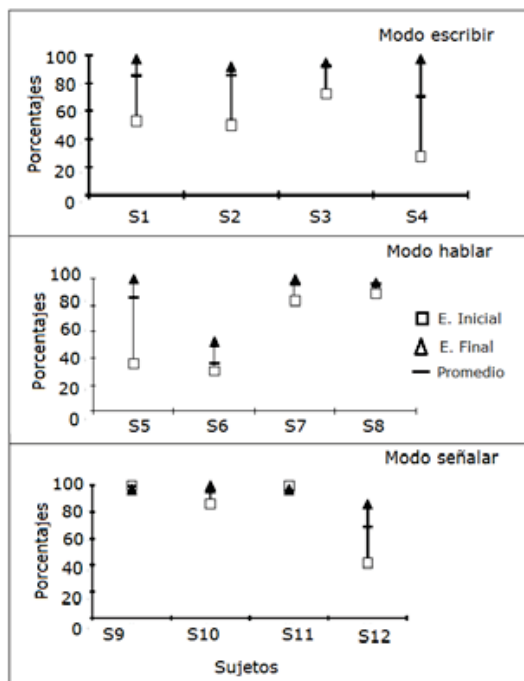 Modo escribir
Porcentajes
100
80
60
40
20
0
S1 S2 S3 S4
Modo hablar
Porcentajes
100
80
60
40
20
0
S5 S6 S7 S8
E. Inicial
E. Final
Promedio
Modo señalar
Porcentajes
100
80
60
40
20
0
S9 S10 S11 S12
Sujetos